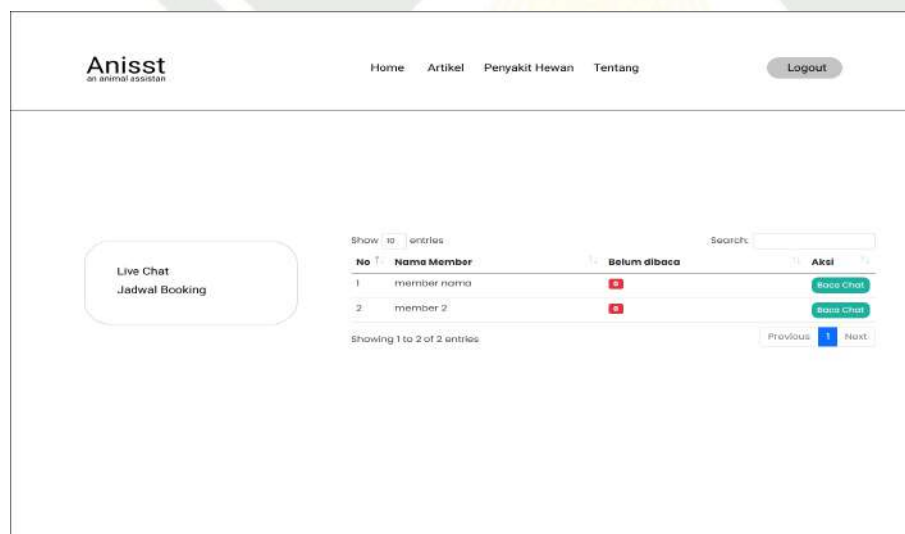 Anisst
an animal assistan
Home Artikel Penyakit Hewan Tentang Logout
Live Chat
Jadwal Booking
Show 10 entries Search:
No Nama Member Belum dibaca Aksi
1 member nama Baca Chat
2 member 2 Baca Chat
Showing 1 to 2 of 2 entries Previous 1 Next